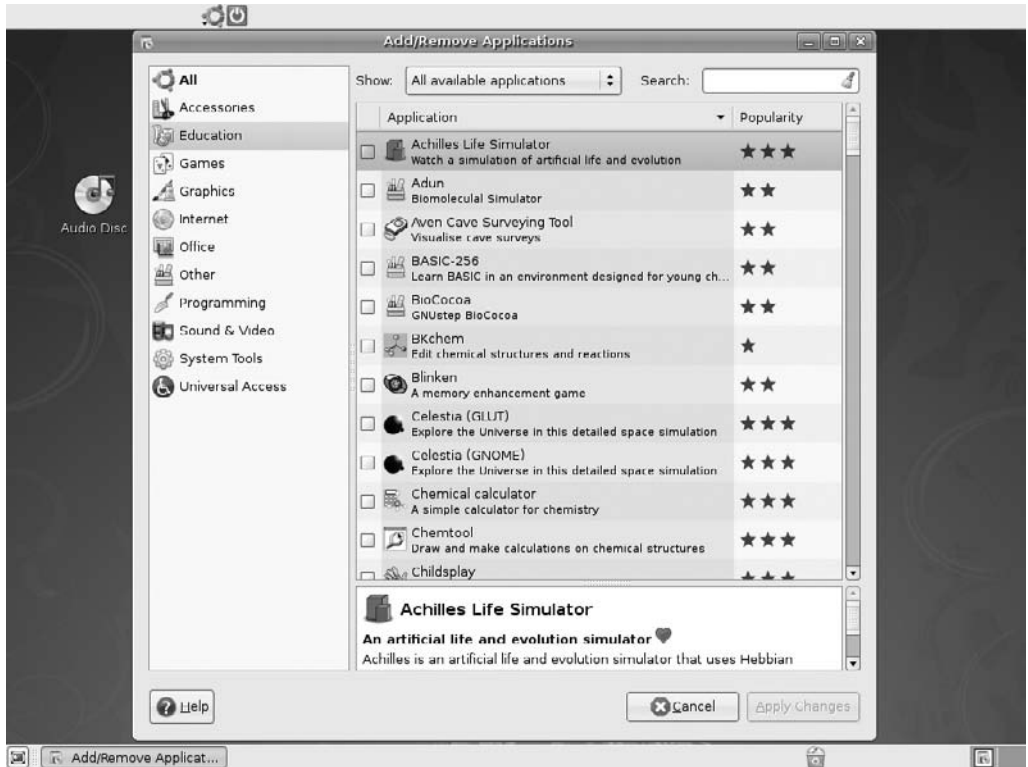 Add/Remove Applications
All
Accessories
Education
Games
Graphics
Internet
Office
Other
Programming
Sound & Video
System Tools
Universal Access
Audio Disc
Show: All available applications Search:
Application Popularity
Achilles Life Simulator
Watch a simulation of artificial life and evolution
Adun
Biomolecular Simulator
Aven Cave Surveying Tool
Visualise cave surveys
BASIC-256
Learn BASIC in an environment designed for young ch...
BioCocoa
GNUstep BioCocoa
BKchem
Edit chemical structures and reactions
Blinken
A memory enhancement game
Celestia (GLUT)
Explore the Universe in this detailed space simulation
Celestia (GNOME)
Explore the Universe in this detailed space simulation
Chemical calculator
A simple calculator for chemistry
Chemtool
Draw and make calculations on chemical structures
Childsplay
Achilles Life Simulator
An artificial life and evolution simulator
Achilles is an artificial life and evolution simulator that uses Hebbian
Help Cancel Apply Changes
Add/Remove Applicat...